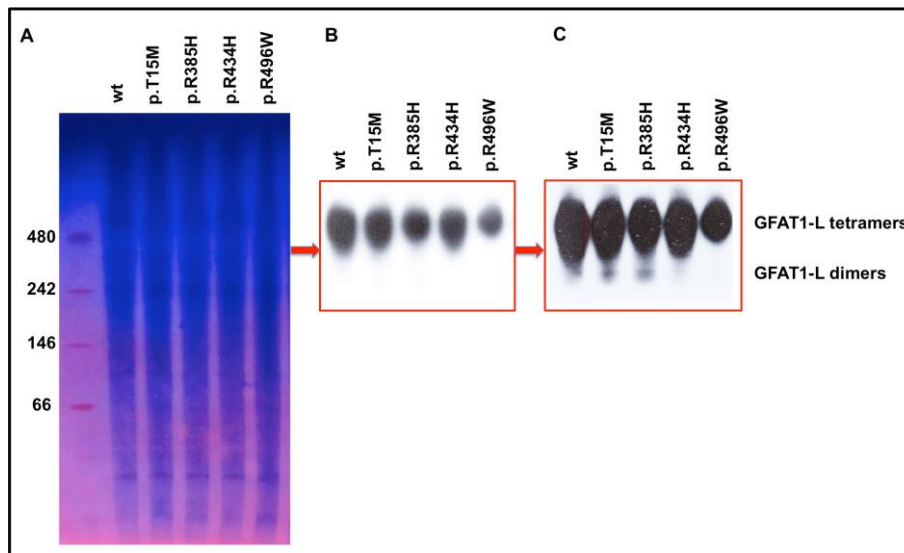 A
wt
p.T15M
p.R385H
p.R434H
p.R496W
480
242
146
66
B
wt
p.T15M
p.R385H
p.R434H
p.R496W
C
wt
p.T15M
p.R385H
p.R434H
p.R496W
GFAT1-L tetramers
GFAT1-L dimers